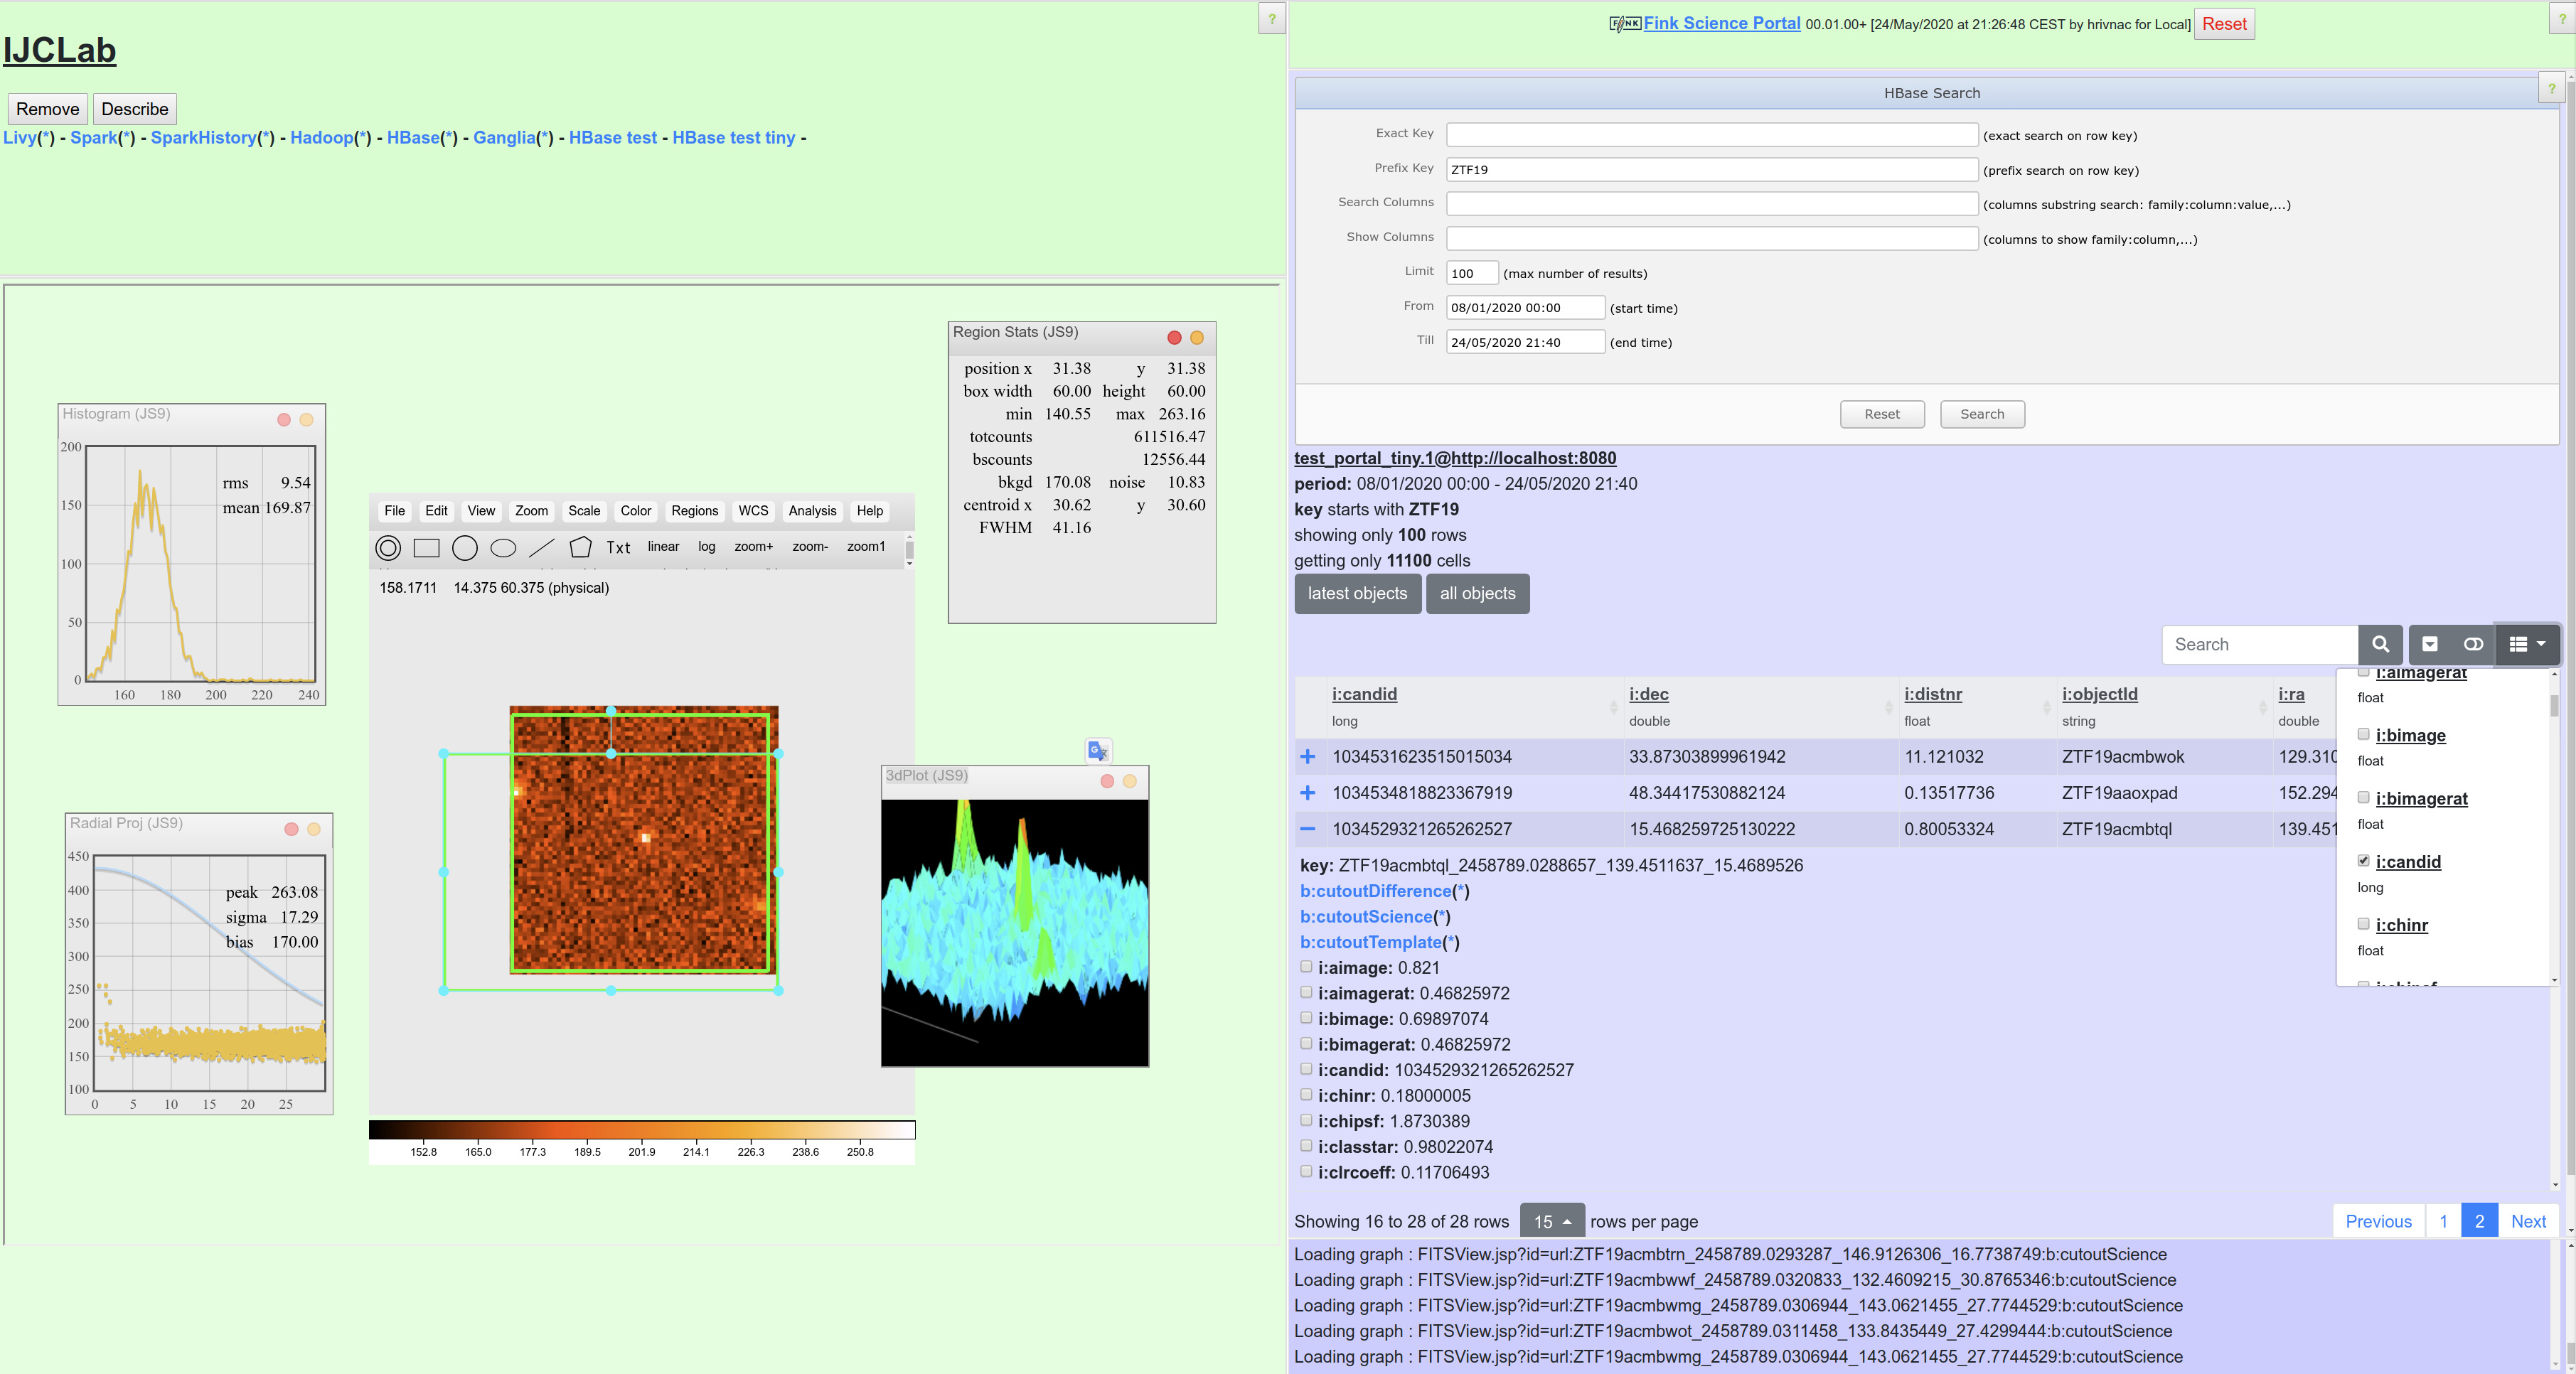 IJCLab
?
Remove Describe
Livy(*) - Spark(*) - SparkHistory(*) - Hadoop(*) - HBase(*) - Ganglia(*) - HBase test - HBase test tiny -
Histogram (JS9)
200
150
100
50
0
160 180 200 220 240
rms 9.54
mean 169.87
Radial Proj (JS9)
450
400
350
300
250
200
150
100
0 5 10 15 20 25
peak 263.08
sigma 17.29
bias 170.00
File Edit View Zoom Scale Color Regions WCS Analysis Help
Txt linear log zoom+ zoom- zoom1
158.1711 14.375 60.375 (physical)
152.8 165.0 177.3 189.5 201.9 214.1 226.3 238.6 250.8
Region Stats (JS9)
position x 31.38 y 31.38
box width 60.00 height 60.00
min 140.55 max 263.16
totcounts 611516.47
bscounts 12556.44
bkgd 170.08 noise 10.83
centroid x 30.62 y 30.60
FWHM 41.16
G
3dPlot (JS9)
FINK Fink Science Portal 00.01.00+ [24/May/2020 at 21:26:48 CEST by hrivnac for Local] Reset
?
HBase Search
?
Exact Key (exact search on row key)
Prefix Key ZTF19 (prefix search on row key)
Search Columns (columns substring search: family:column:value,...)
Show Columns (columns to show family:column,...)
Limit 100 (max number of results)
From 08/01/2020 00:00 (start time)
Till 24/05/2020 21:40 (end time)
Reset Search
test_portal_tiny.1@http://localhost:8080
period: 08/01/2020 00:00 - 24/05/2020 21:40
key starts with ZTF19
showing only 100 rows
getting only 11100 cells
latest objects all objects
Search
i:candid i:dec i:distnr i:objectId i:ra
long double float string double
1034531623515015034 33.87303899961942 11.121032 ZTF19acmbwok 129.310
1034534818823367919 48.34417530882124 0.13517736 ZTF19aaoxpad 152.294
1034529321265262527 15.468259725130222 0.80053324 ZTF19acmbtql 139.451
i:aimagerat
float
i:bimage
float
i:bimagerat
float
i:candid
long
i:chinr
float
key: ZTF19acmbtql_2458789.0288657_139.4511637_15.4689526
b:cutoutDifference(*)
b:cutoutScience(*)
b:cutoutTemplate(*)
i:aimage: 0.821
i:aimagerat: 0.46825972
i:bimage: 0.69897074
i:bimagerat: 0.46825972
i:candid: 1034529321265262527
i:chinr: 0.18000005
i:chipsf: 1.8730389
i:classtar: 0.98022074
i:clrcoeff: 0.11706493
Showing 16 to 28 of 28 rows 15 rows per page
Previous 1 2 Next
Loading graph : FITSView.jsp?id=url:ZTF19acmbtrn_2458789.0293287_146.9126306_16.7738749:b:cutoutScience
Loading graph : FITSView.jsp?id=url:ZTF19acmbwwf_2458789.0320833_132.4609215_30.8765346:b:cutoutScience
Loading graph : FITSView.jsp?id=url:ZTF19acmbwmg_2458789.0306944_143.0621455_27.7744529:b:cutoutScience
Loading graph : FITSView.jsp?id=url:ZTF19acmbwot_2458789.0311458_133.8435449_27.4299444:b:cutoutScience
Loading graph : FITSView.jsp?id=url:ZTF19acmbwmg_2458789.0306944_143.0621455_27.7744529:b:cutoutScience